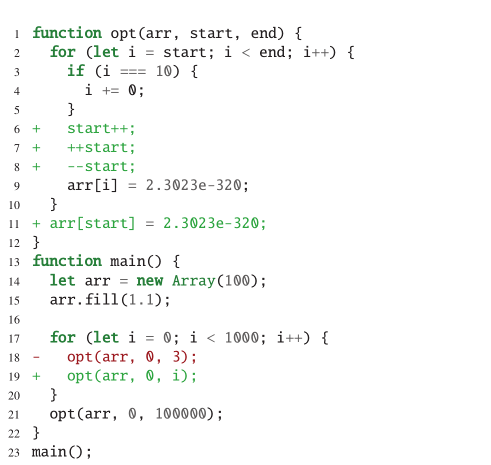 1 function opt(arr, start, end) {
2 for (let i = start; i < end; i++) {
3 if (i === 10) {
4 i += 0;
5 }
6 + start++;
7 + ++start;
8 + --start;
9 arr[i] = 2.3023e-320;
10 }
11 + arr[start] = 2.3023e-320;
12 }
13 function main() {
14 let arr = new Array(100);
15 arr.fill(1.1);
16
17 for (let i = 0; i < 1000; i++) {
18 - opt(arr, 0, 3);
19 + opt(arr, 0, i);
20 }
21 opt(arr, 0, 100000);
22 }
23 main();